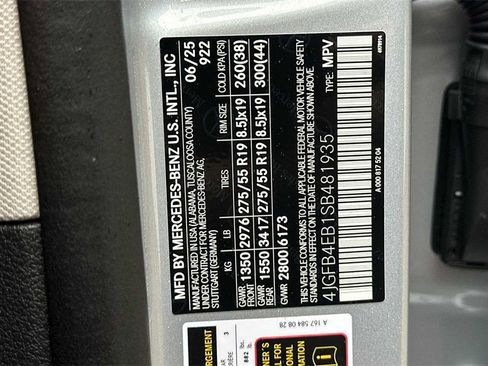 MFD BY MERCEDES-BENZ U.S. INTL., INC
MANUFACTURED IN USA (ALABAMA, TUSCALOOSA COUNTY)
UNDER CONTRACT FOR MERCEDES-BENZ AG,
STUTTGART (GERMANY)
06/25
922
KG LB TIRES RIM SIZE COLD KPA(PSI)
GAWR FRONT 1350 2976 275/55 R19 8.5Jx19 260(38)
GAWR REAR 1550 3417 275/55 R19 8.5Jx19 300(44)
GVWR 2800 6173
THIS VEHICLE CONFORMS TO ALL APPLICABLE FEDERAL MOTOR VEHICLE SAFETY
STANDARDS IN EFFECT ON THE DATE OF MANUFACTURE SHOWN ABOVE.
4JGFB4EB1SB481935 TYPE: MPV
A 000 817 52 04
A 167 584 08 28
3
882 lbs.